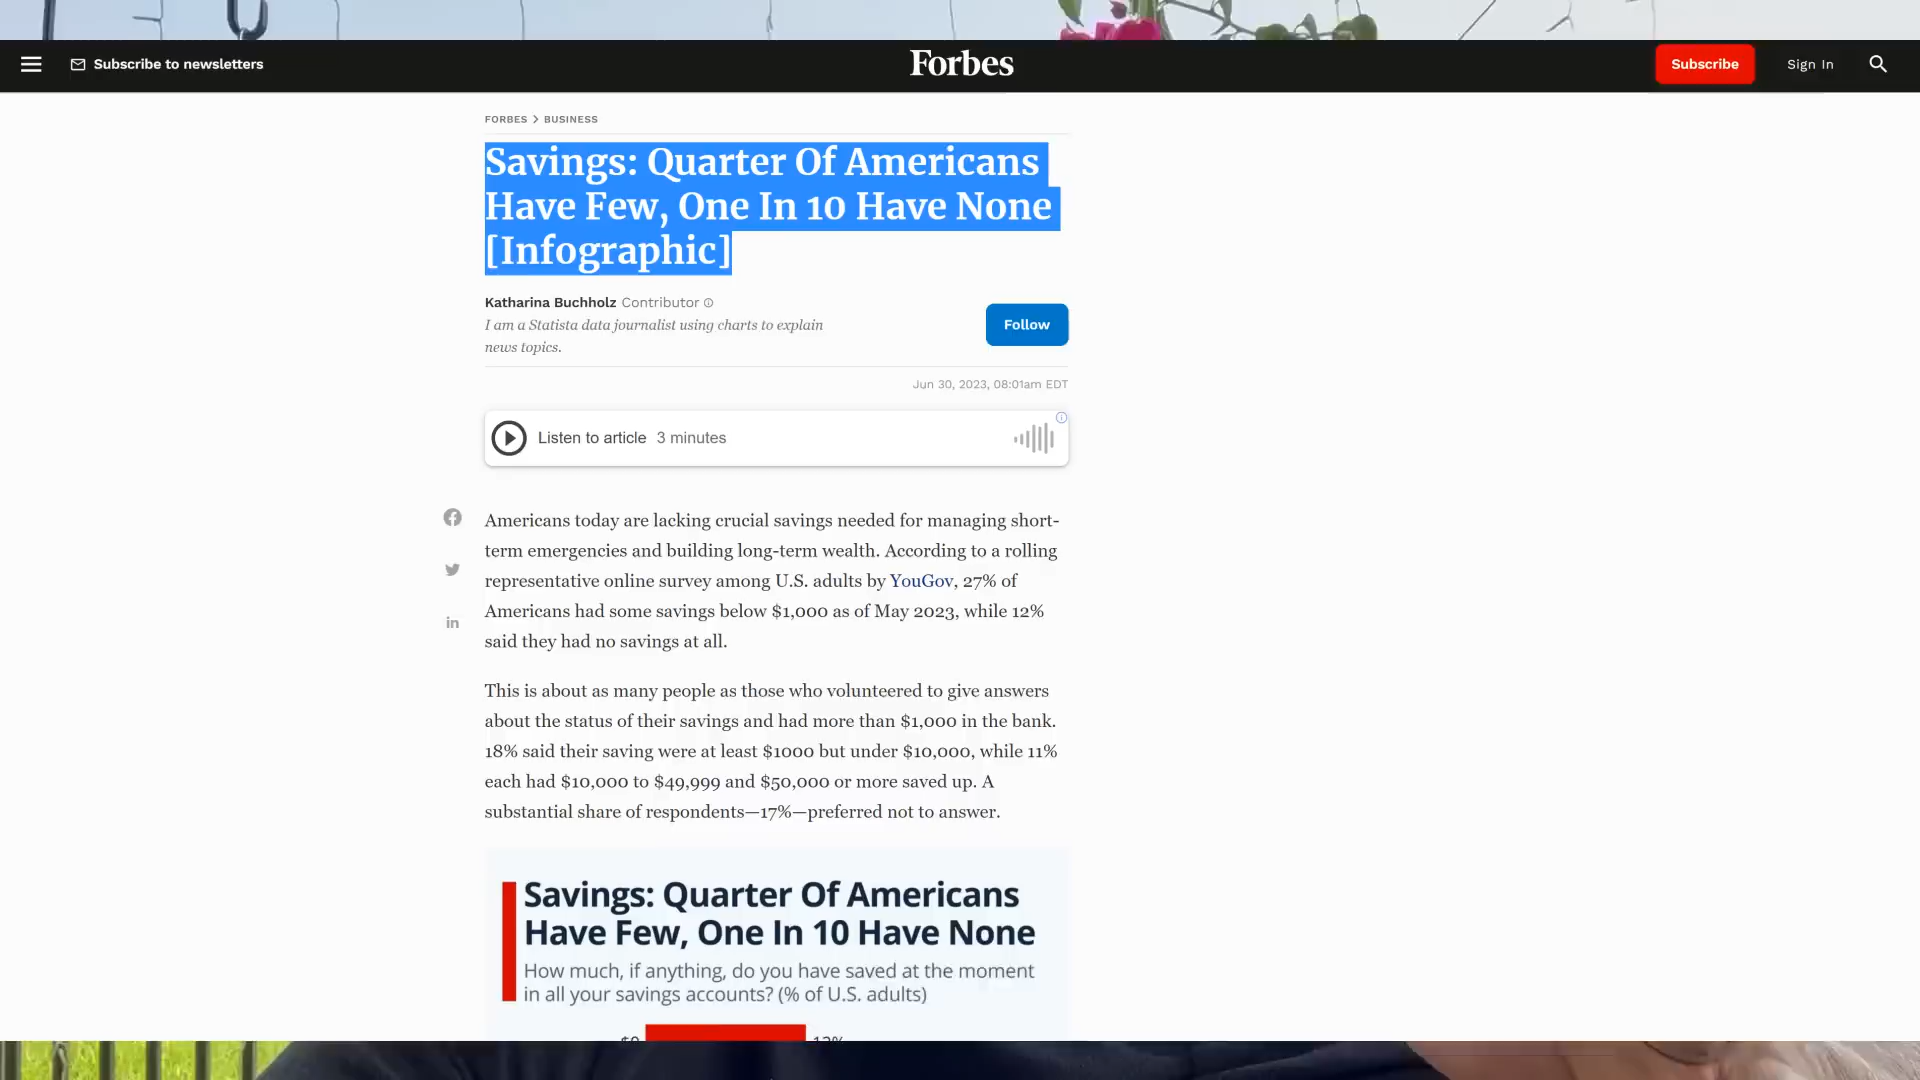 Subscribe to newsletters
Forbes
Subscribe
Sign In
FORBES > BUSINESS
Savings: Quarter Of Americans
Have Few, One In 10 Have None
[Infographic]
Katharina Buchholz Contributor
I am a Statista data journalist using charts to explain
news topics.
Follow
Jun 30, 2023, 08:01am EDT
Listen to article 3 minutes
Americans today are lacking crucial savings needed for managing short-
term emergencies and building long-term wealth. According to a rolling
representative online survey among U.S. adults by YouGov, 27% of
Americans had some savings below $1,000 as of May 2023, while 12%
said they had no savings at all.
This is about as many people as those who volunteered to give answers
about the status of their savings and had more than $1,000 in the bank.
18% said their saving were at least $1000 but under $10,000, while 11%
each had $10,000 to $49,999 and $50,000 or more saved up. A
substantial share of respondents—17%—preferred not to answer.
Savings: Quarter Of Americans
Have Few, One In 10 Have None
How much, if anything, do you have saved at the moment
in all your savings accounts? (% of U.S. adults)
$0 12%